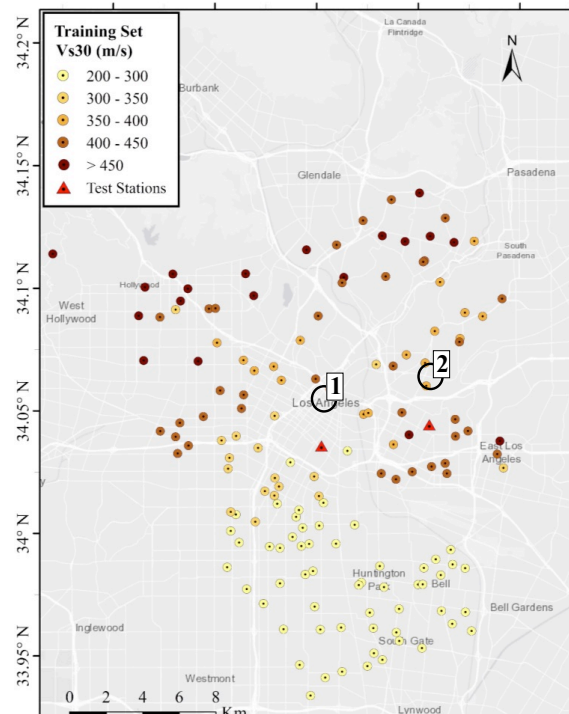 La Canada
Flintridge
N
Training Set
Vs30 (m/s)
200 - 300
300 - 350
350 - 400
400 - 450
> 450
Test Stations
Burbank
Glendale
Pasadena
South
Pasadena
Hollywood
West
Hollywood
1
2
Los Angeles
East Los
Angeles
Huntington
Park
Bell
Bell Gardens
Inglewood
South Gate
Westmont
Lynwood
34.2° N
34.15° N
34.1° N
34.05° N
34° N
33.95° N
0 2 4 6 8
Km